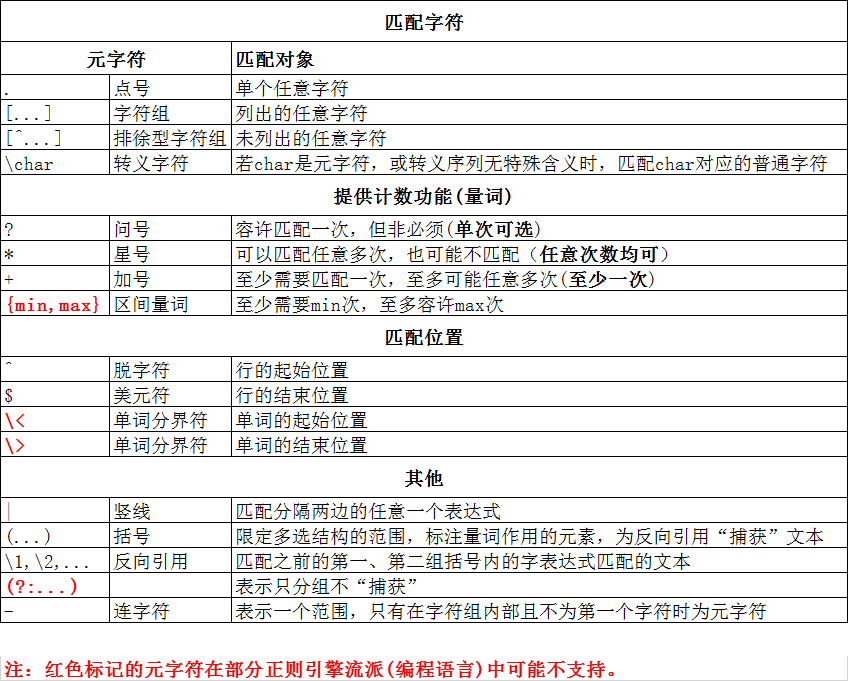 匹配字符
元字符 匹配对象
. 点号 单个任意字符
[...] 字符组 列出的任意字符
[^...] 排徐型字符组 未列出的任意字符
\char 转义字符 若char是元字符，或转义序列无特殊含义时，匹配char对应的普通字符
提供计数功能(量词)
? 问号 容许匹配一次，但非必须(单次可选)
* 星号 可以匹配任意多次，也可能不匹配（任意次数均可）
+ 加号 至少需要匹配一次，至多可能任意多次(至少一次)
{min,max} 区间量词 至少需要min次，至多容许max次
匹配位置
^ 脱字符 行的起始位置
$ 美元符 行的结束位置
\< 单词分界符 单词的起始位置
\> 单词分界符 单词的结束位置
其他
| 竖线 匹配分隔两边的任意一个表达式
(...) 括号 限定多选结构的范围，标注量词作用的元素，为反向引用“捕获”文本
\1,\2,... 反向引用 匹配之前的第一、第二组括号内的字表达式匹配的文本
(?:...) 表示只分组不“捕获”
- 连字符 表示一个范围，只有在字符组内部且不为第一个字符时为元字符
注：红色标记的元字符在部分正则引擎流派(编程语言)中可能不支持。